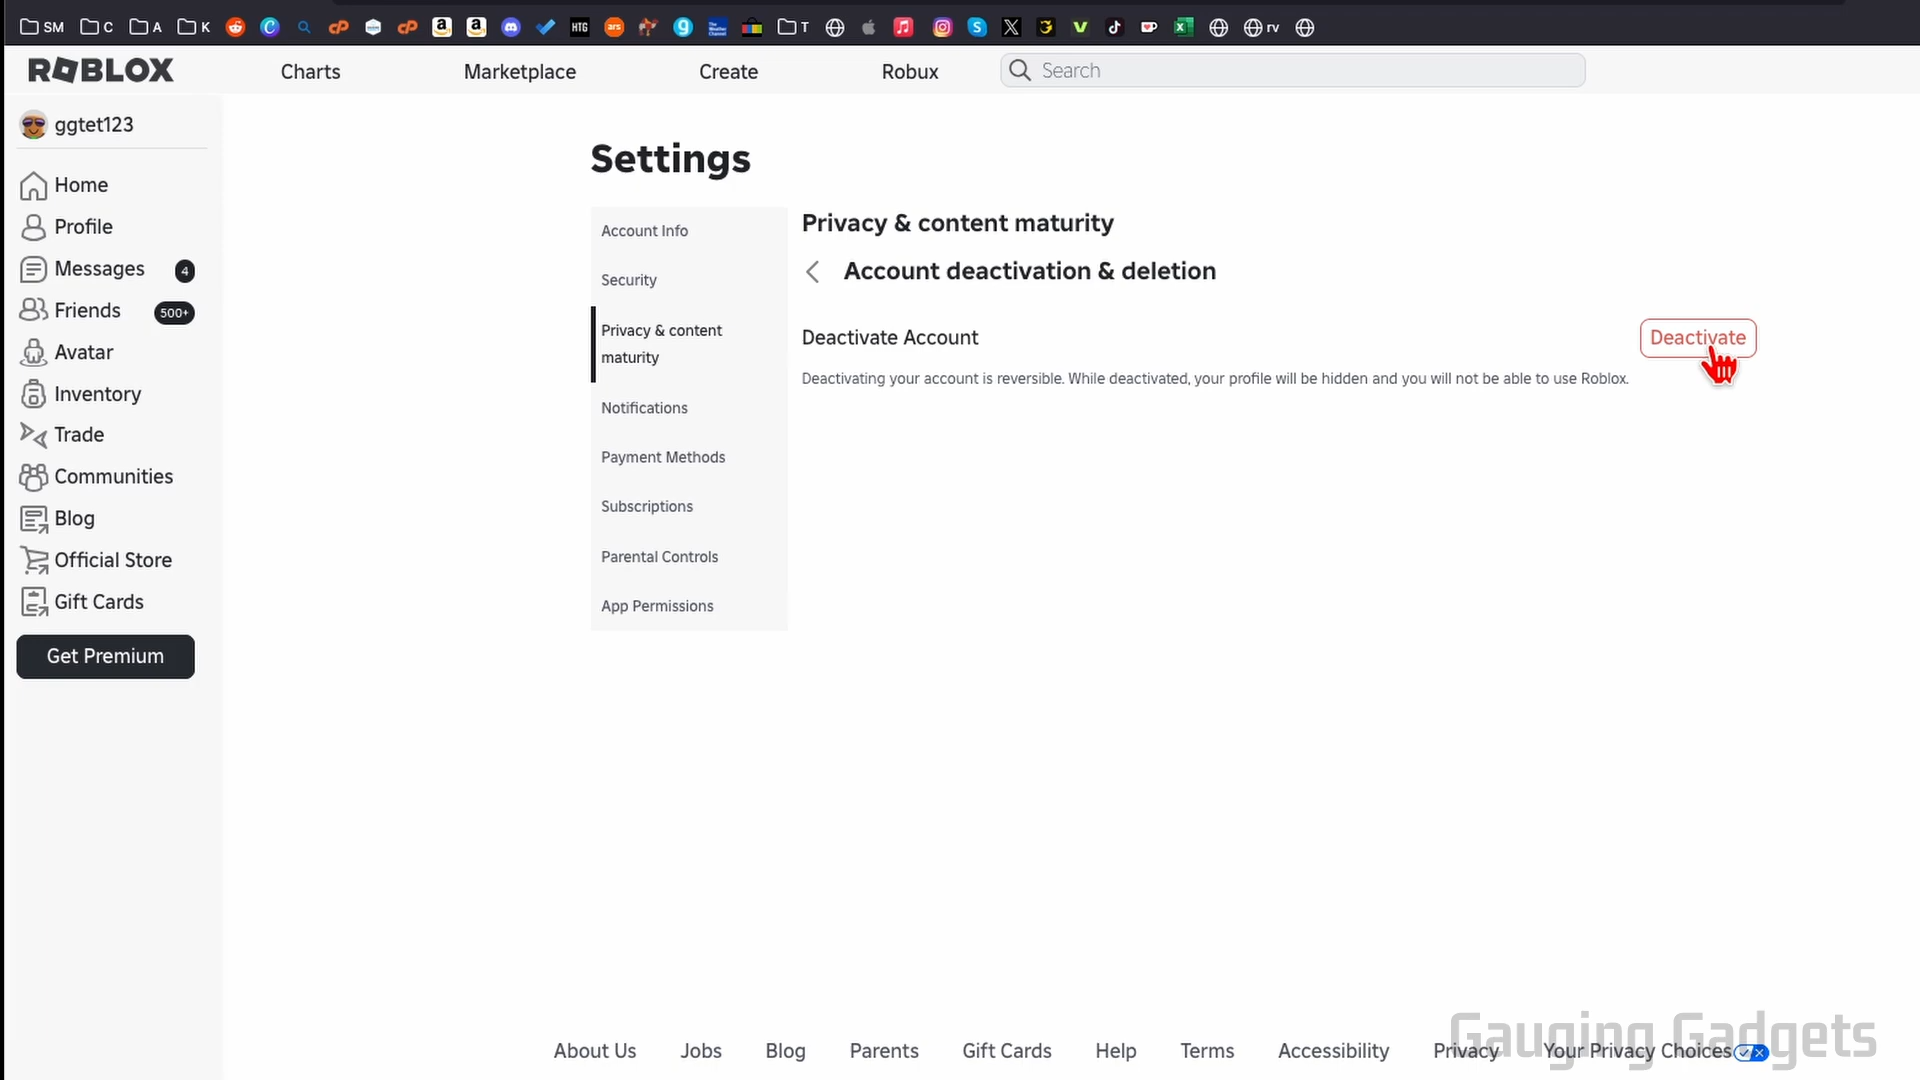 SM C A K HTG T rv
ROBLOX Charts Marketplace Create Robux Search
ggtet123
Home
Profile
Messages 4
Friends 500+
Avatar
Inventory
Trade
Communities
Blog
Official Store
Gift Cards
Get Premium
Settings
Account Info
Security
Privacy & content
maturity
Notifications
Payment Methods
Subscriptions
Parental Controls
App Permissions
Privacy & content maturity
Account deactivation & deletion
Deactivate Account Deactivate
Deactivating your account is reversible. While deactivated, your profile will be hidden and you will not be able to use Roblox.
About Us Jobs Blog Parents Gift Cards Help Terms Accessibility Privacy Your Privacy Choices
Gauging Gadgets